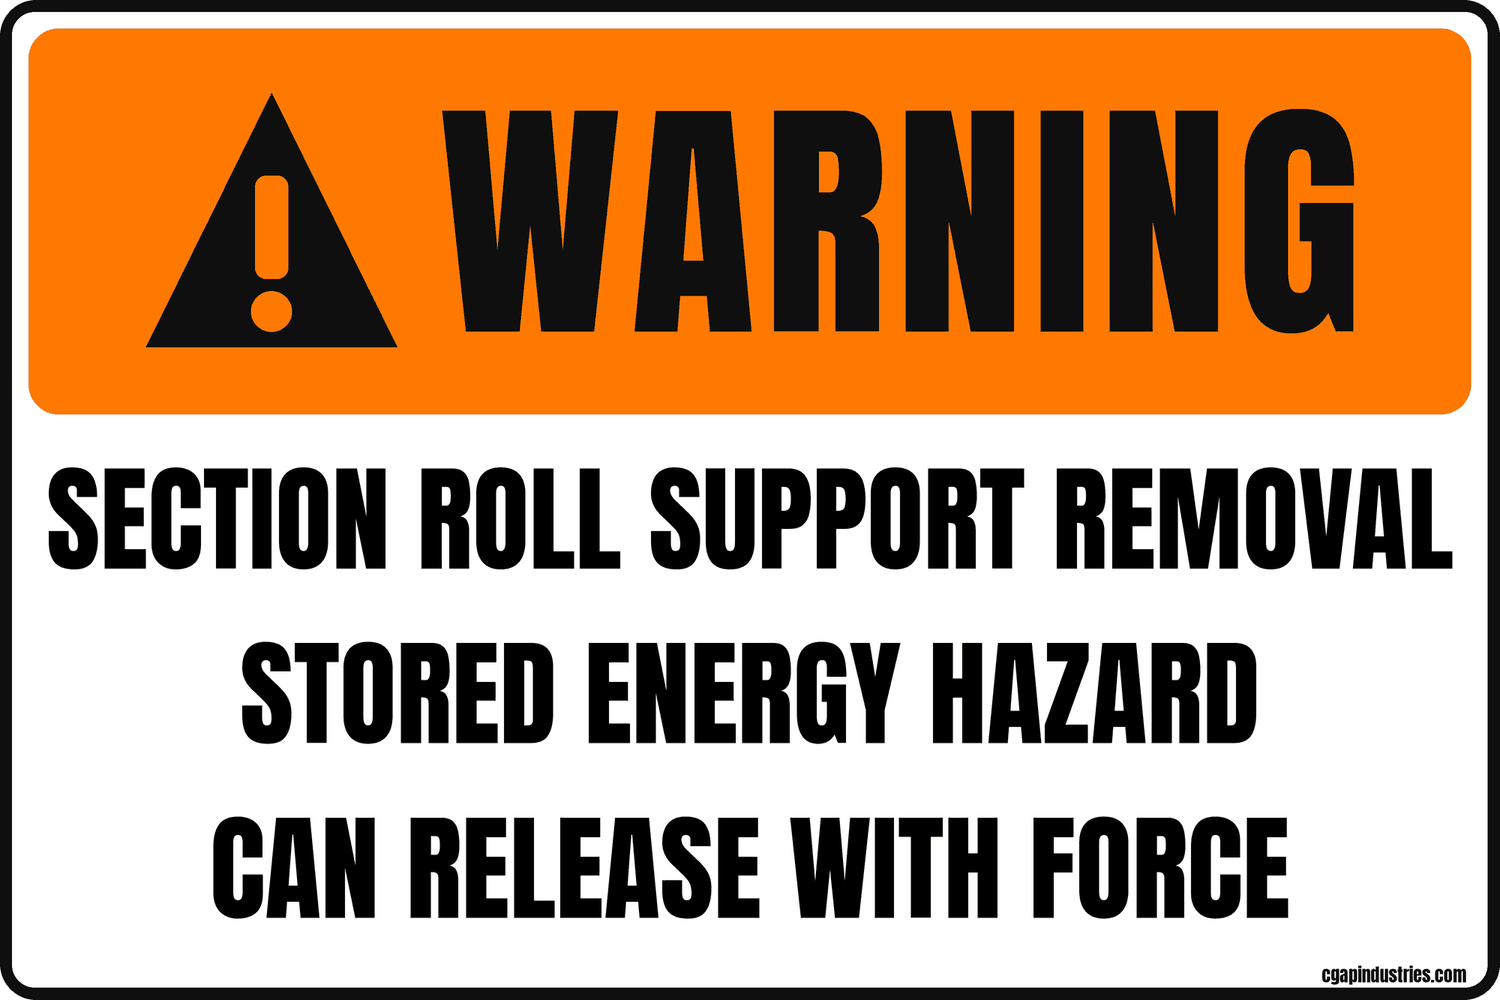 WARNING
SECTION ROLL SUPPORT REMOVAL
STORED ENERGY HAZARD
CAN RELEASE WITH FORCE
cgapindustries.com